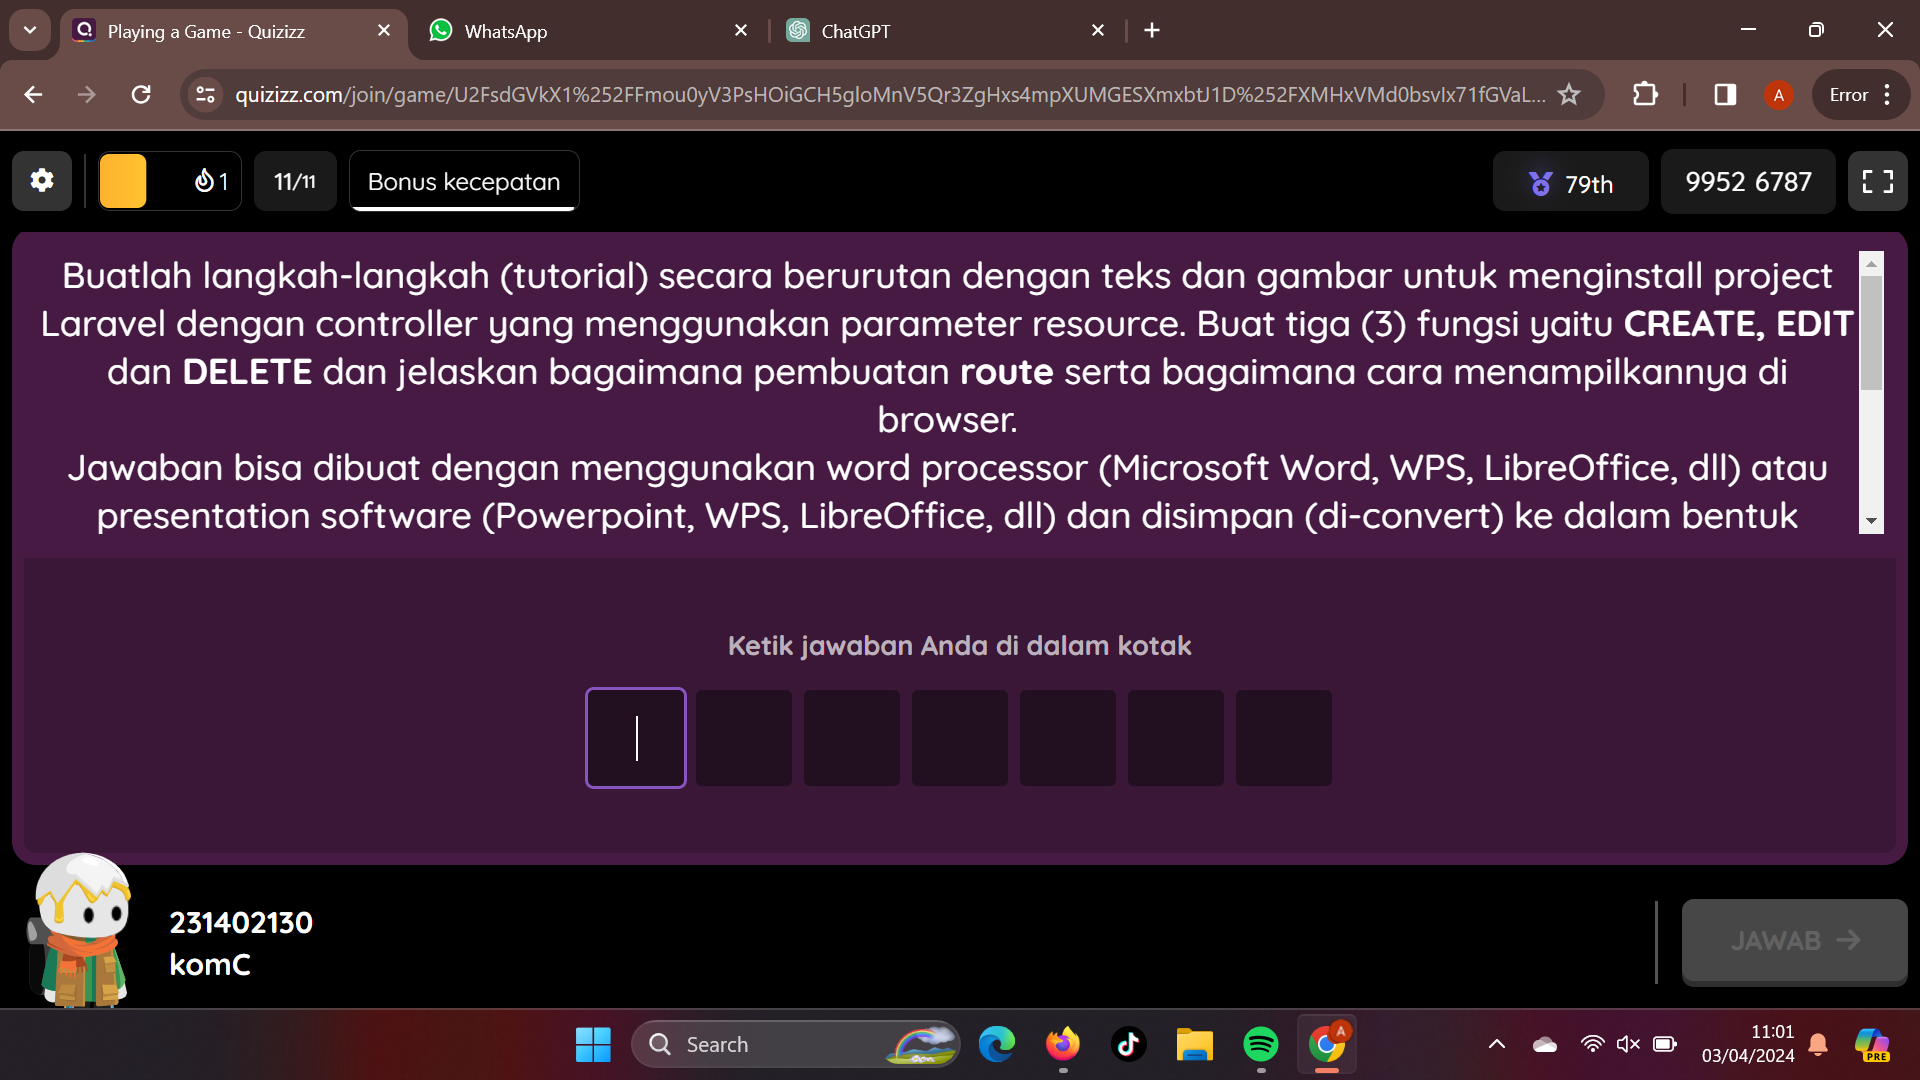 Playing a Game - Quizizz
WhatsApp
ChatGPT
quizizz.com/join/game/U2FsdGVkX1%252FFmou0yV3PsHOiGCH5gloMnV5Qr3ZgHxs4mpXUMGESXmxbtJ1D%252FXMHxVMd0bsvlx71fGVaL...
A
Error
1
11/11
Bonus kecepatan
79th
9952 6787
Buatlah langkah-langkah (tutorial) secara berurutan dengan teks dan gambar untuk menginstall project
Laravel dengan controller yang menggunakan parameter resource. Buat tiga (3) fungsi yaitu CREATE, EDIT
dan DELETE dan jelaskan bagaimana pembuatan route serta bagaimana cara menampilkannya di
browser.
Jawaban bisa dibuat dengan menggunakan word processor (Microsoft Word, WPS, LibreOffice, dll) atau
presentation software (Powerpoint, WPS, LibreOffice, dll) dan disimpan (di-convert) ke dalam bentuk
Ketik jawaban Anda di dalam kotak
231402130
komC
JAWAB
Search
A
11:01
03/04/2024
PRE